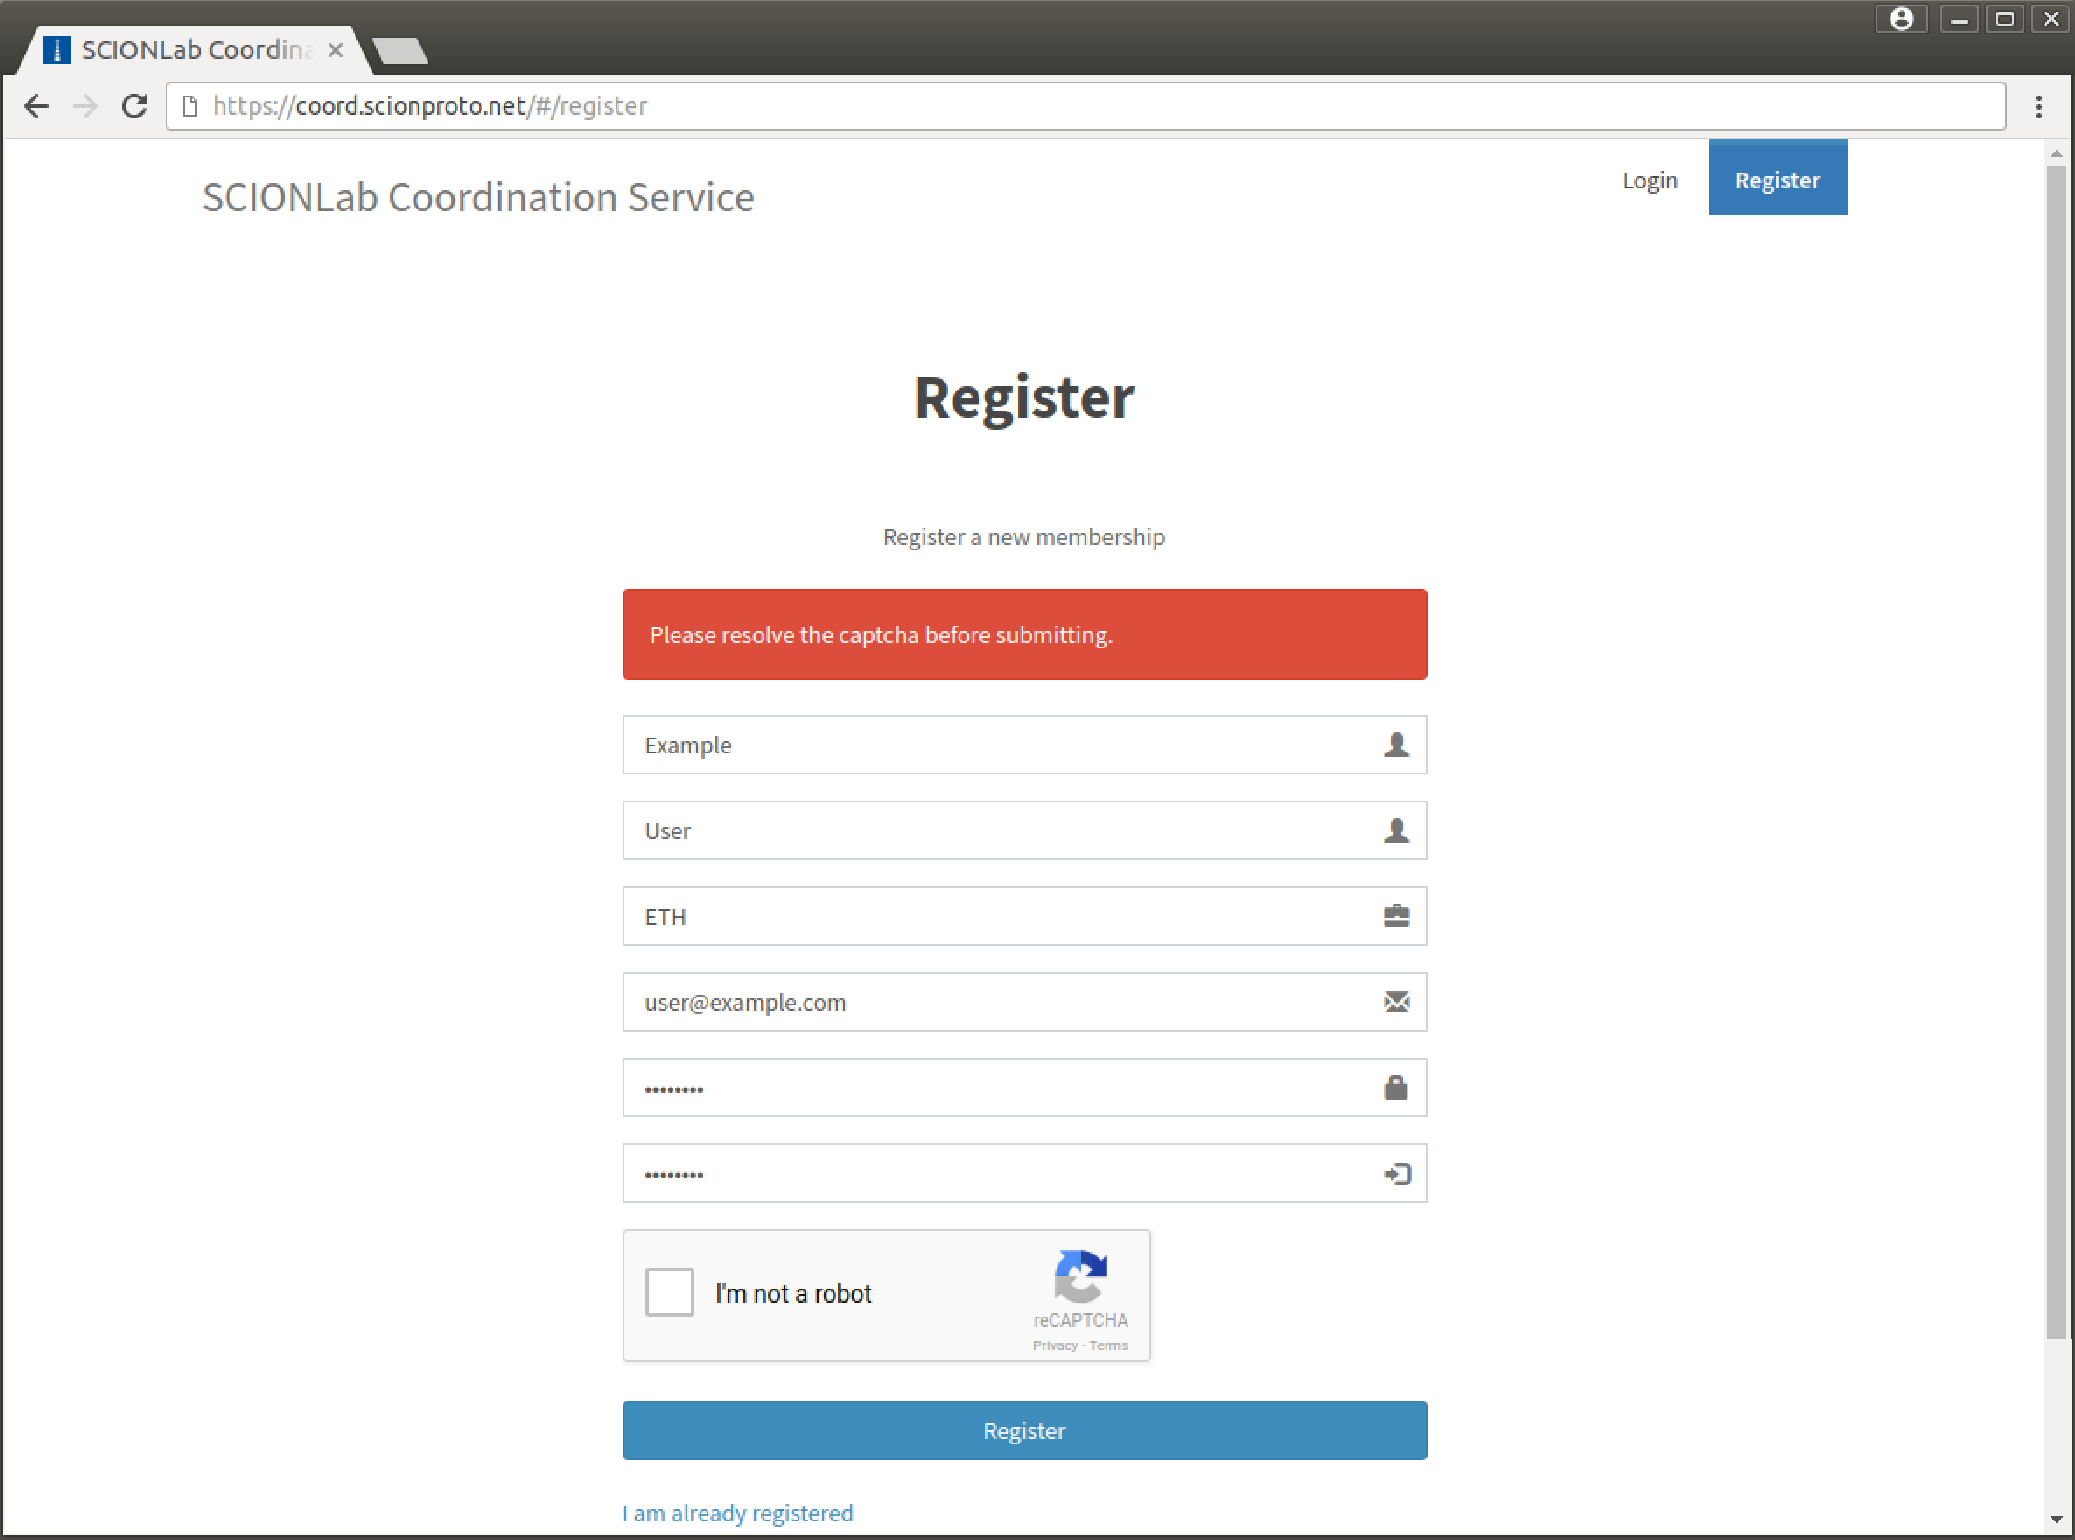 SCIONLab Coordina
https://coord.scionproto.net/#/register
SCIONLab Coordination Service
Login
Register
Register
Register a new membership
Please resolve the captcha before submitting.
Example
User
ETH
user@example.com
••••••••
••••••••
I'm not a robot
reCAPTCHA
Privacy - Terms
Register
I am already registered